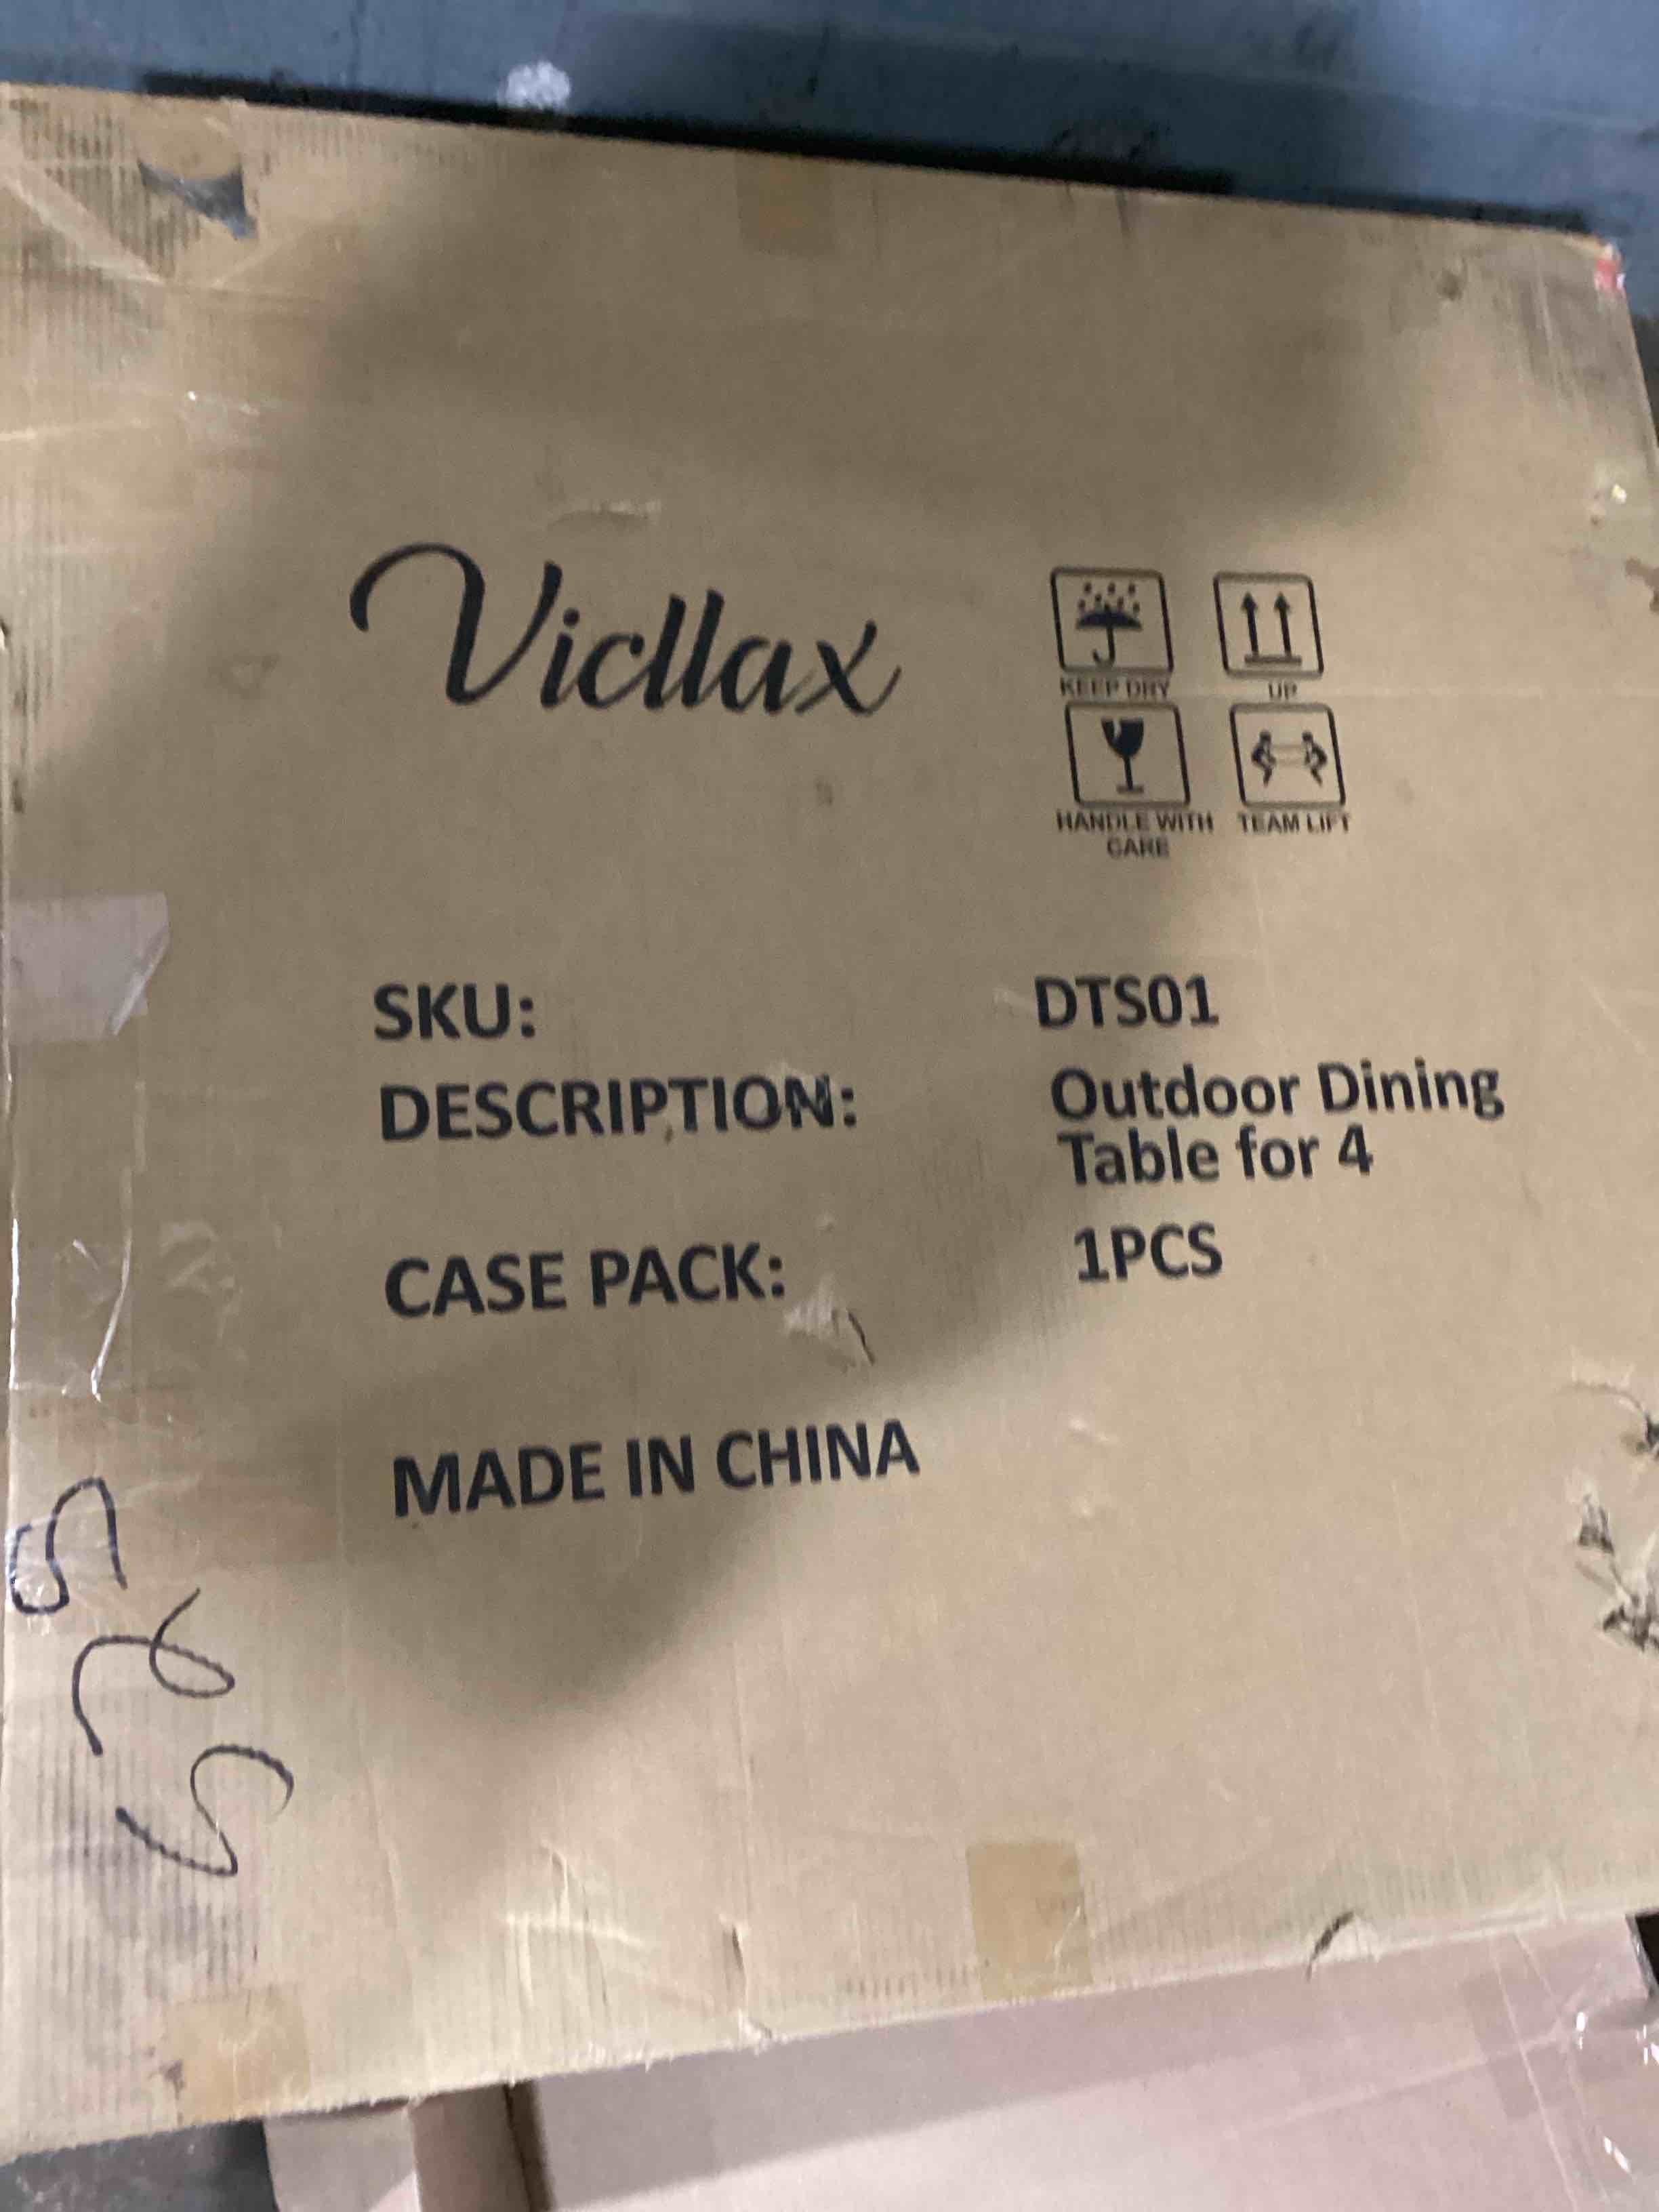 Vicllax
KEEP DRY
UP
HANDLE WITH CARE
TEAM LIFT
SKU: DTS01
DESCRIPTION: Outdoor Dining
Table for 4
CASE PACK: 1PCS
MADE IN CHINA